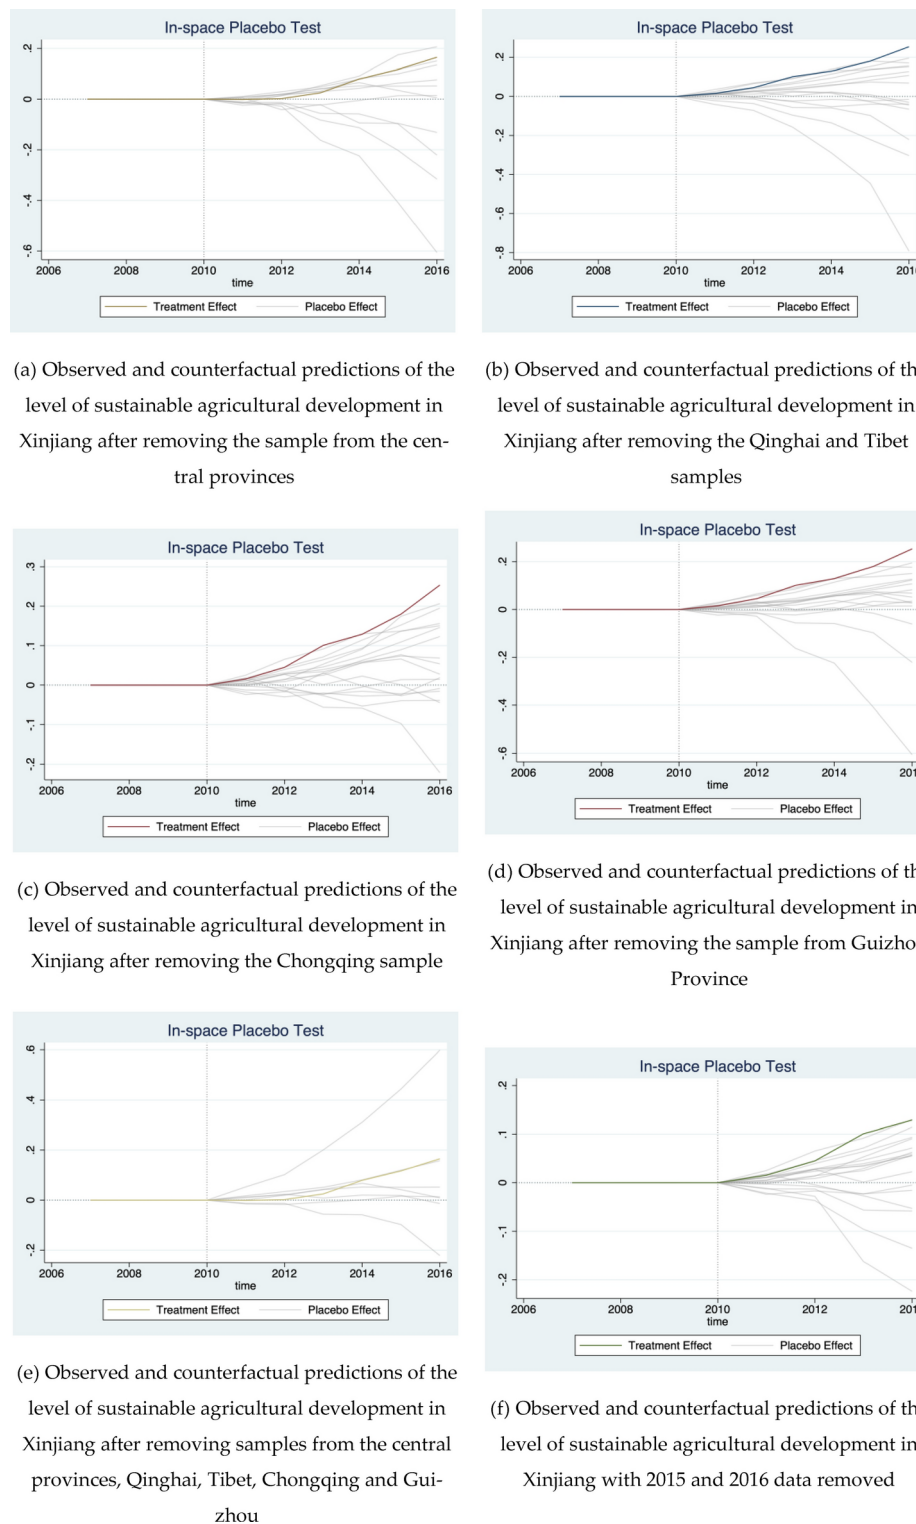 In-space Placebo Test
.2
0
-.2
-.4
-.6
2006 2008 2010 2012 2014 2016
time
Treatment Effect Placebo Effect
(a) Observed and counterfactual predictions of the
level of sustainable agricultural development in
Xinjiang after removing the sample from the cen-
tral provinces
In-space Placebo Test
.2
0
-.2
-.4
-.6
-.8
2006 2008 2010 2012 2014
time
Treatment Effect Placebo Effect
(b) Observed and counterfactual predictions of
level of sustainable agricultural development in
Xinjiang after removing the Qinghai and Tibet
samples
In-space Placebo Test
.3
.2
.1
0
-.1
-.2
2006 2008 2010 2012 2014 2016
time
Treatment Effect Placebo Effect
(c) Observed and counterfactual predictions of the
level of sustainable agricultural development in
Xinjiang after removing the Chongqing sample
In-space Placebo Test
.2
0
-.2
-.4
-.6
2006 2008 2010 2012 2014
time
Treatment Effect Placebo Effect
(d) Observed and counterfactual predictions of
level of sustainable agricultural development in
Xinjiang after removing the sample from Guizho
Province
In-space Placebo Test
.6
.4
.2
0
-.2
2006 2008 2010 2012 2014 2016
time
Treatment Effect Placebo Effect
(e) Observed and counterfactual predictions of the
level of sustainable agricultural development in
Xinjiang after removing samples from the central
provinces, Qinghai, Tibet, Chongqing and Gui-
zhou
In-space Placebo Test
.2
.1
0
-.1
-.2
2006 2008 2010 2012
time
Treatment Effect Placebo Effect
(f) Observed and counterfactual predictions of
level of sustainable agricultural development in
Xinjiang with 2015 and 2016 data removed